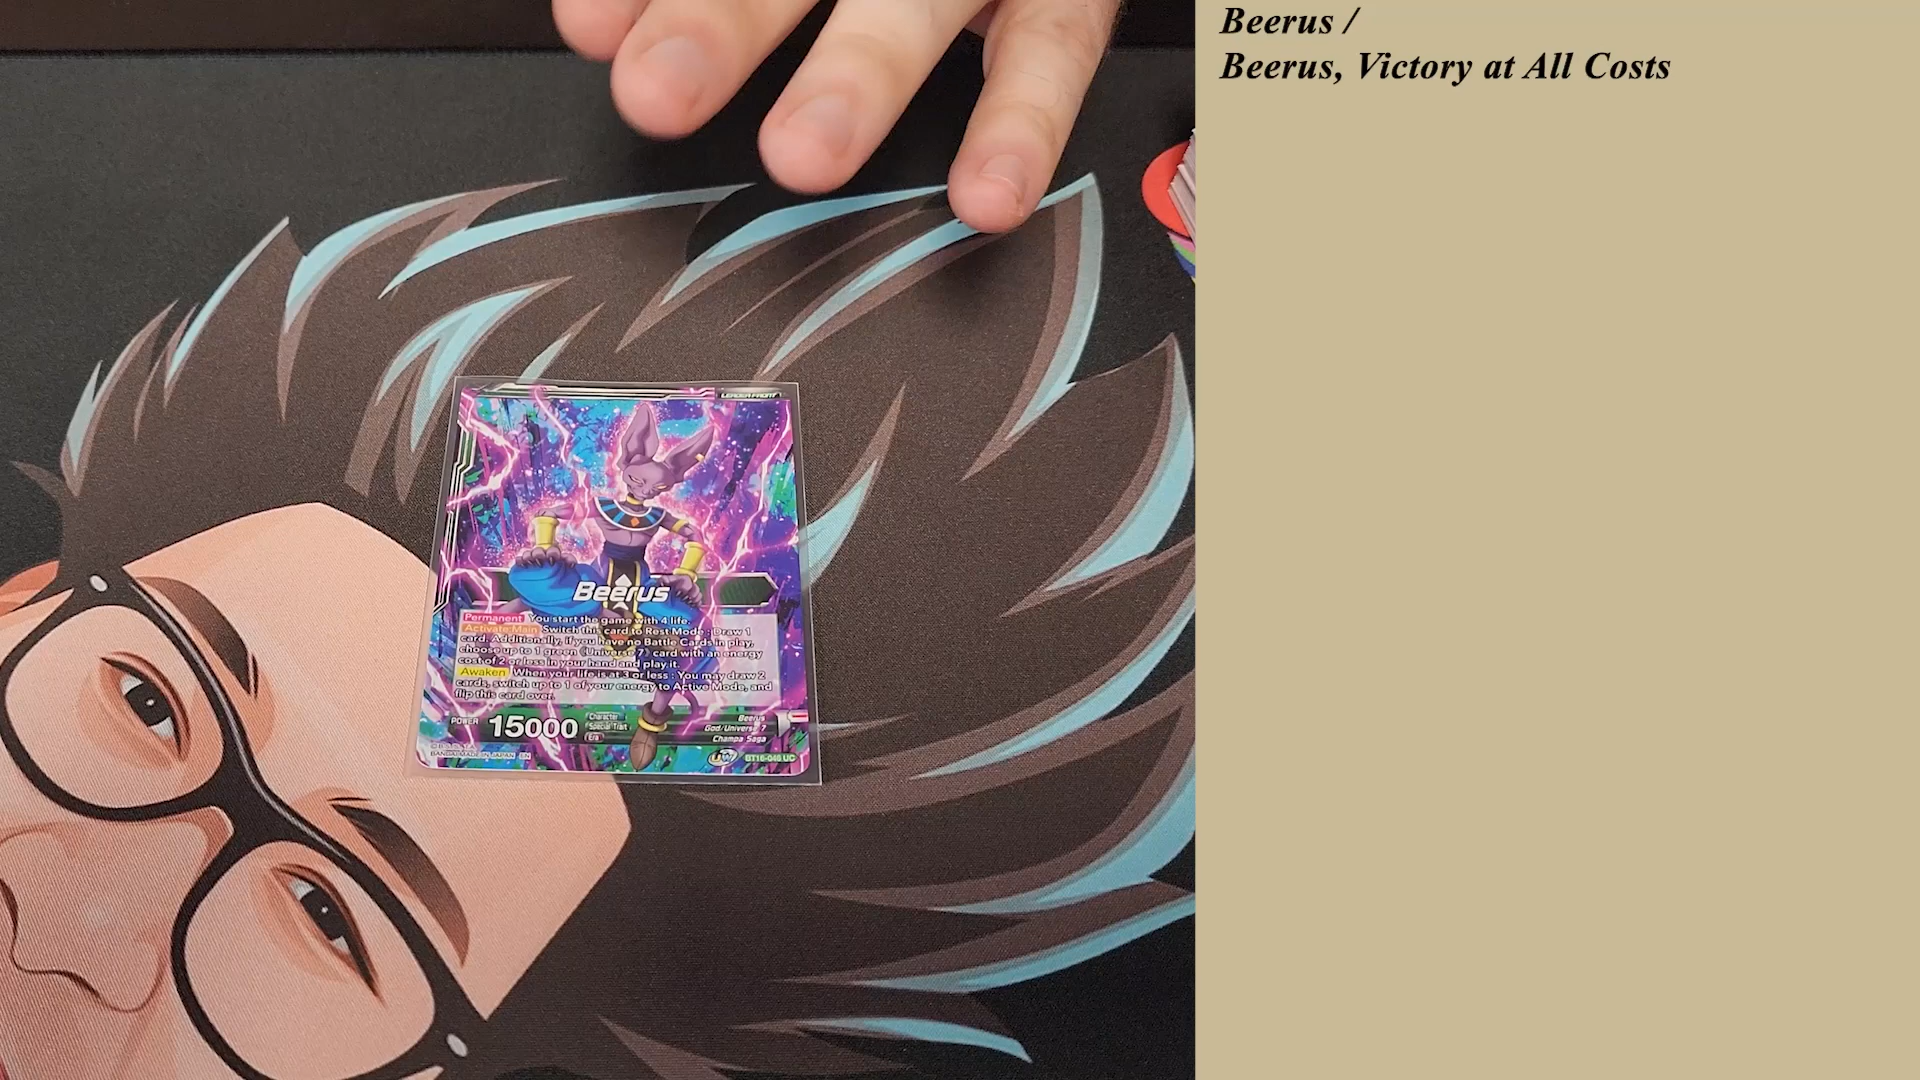 Beerus /
Beerus, Victory at All Costs
LEADER FRONT
Beerus
Permanent You start the game with 4 life.
Activate:Main Switch this card to Rest Mode : Draw 1
card. Additionally, if you have no Battle Cards in play,
choose up to 1 green 《Universe 7》 card with an energy
cost of 2 or less in your hand and play it.
Awaken When your life is at 3 or less : You may draw 2
cards, switch up to 1 of your energy to Active Mode, and
flip this card over.
POWER 15000
Character Beerus
Special Trait God/Universe 7
Era Champa Saga
UW